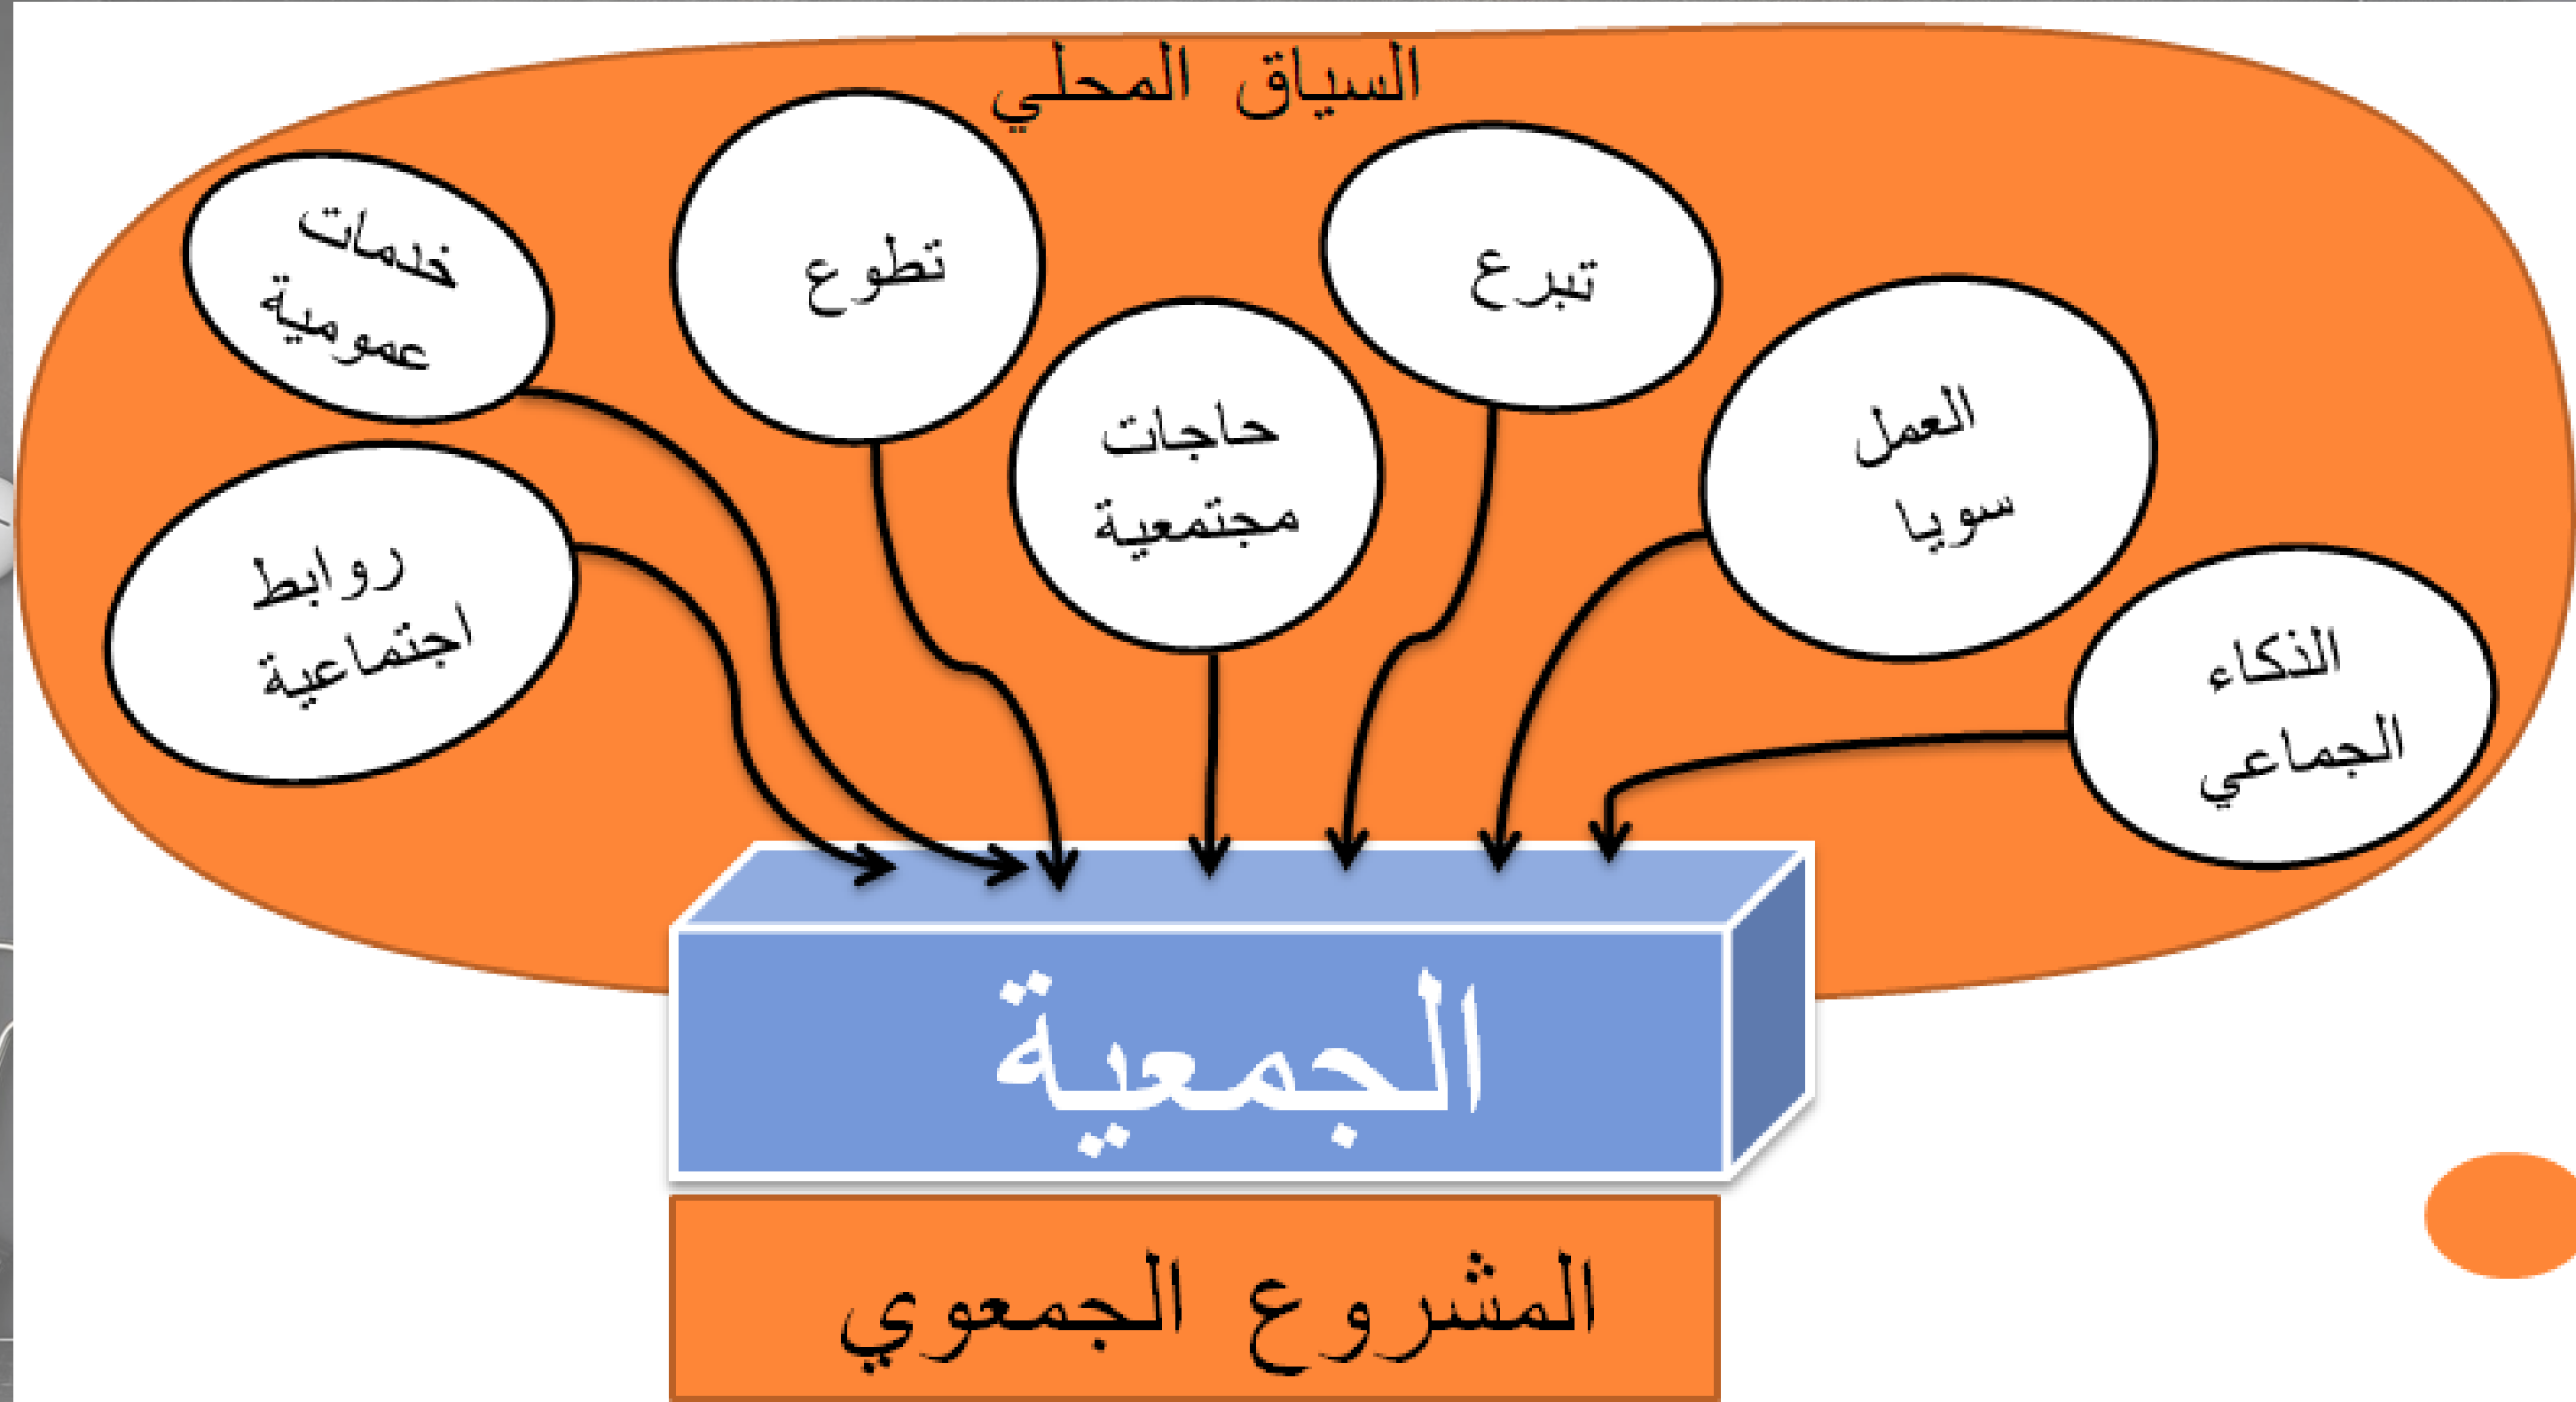 السياق المحلي
تبرع
تطوع
خدمات
عمومية
العمل
سويا
حاجات
مجتمعية
روابط
اجتماعية
الذكاء
الجماعي
الجمعية
المشروع الجمعوي